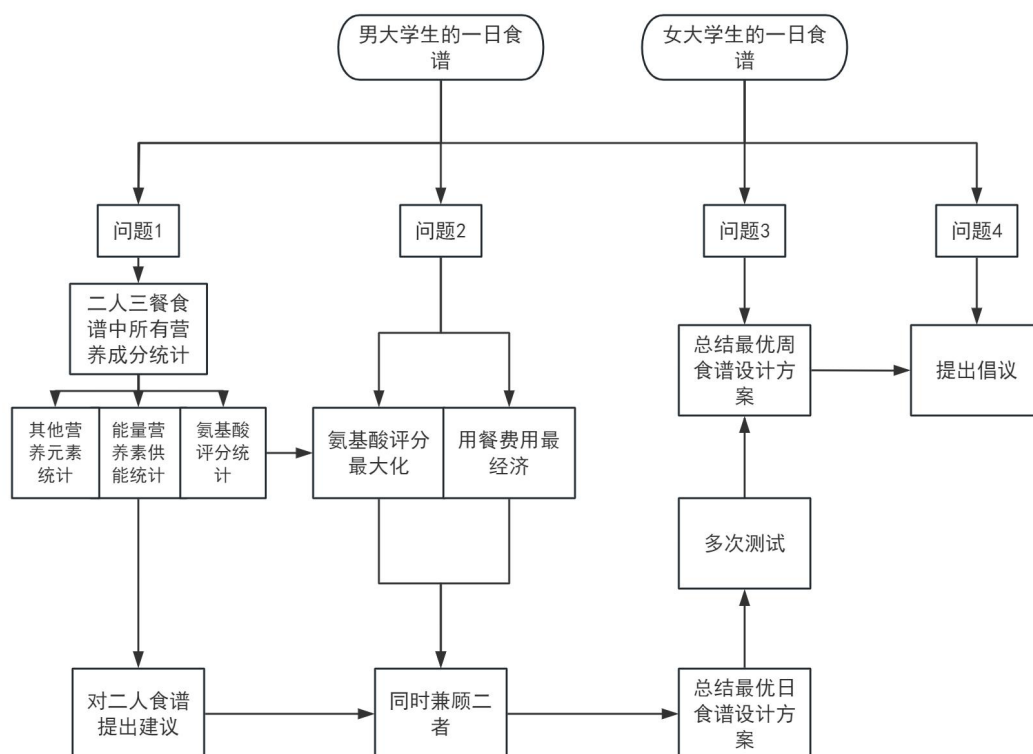 男大学生的一日食
谱
女大学生的一日食
谱
问题1
问题2
问题3
问题4
二人三餐食
谱中所有营
养成分统计
总结最优周
食谱设计方
案
提出倡议
其他营
养元素
统计
能量营
养素供
能统计
氨基酸
评分统
计
氨基酸评分
最大化
用餐费用最
经济
多次测试
对二人食谱
提出建议
同时兼顾二
者
总结最优日
食谱设计方
案